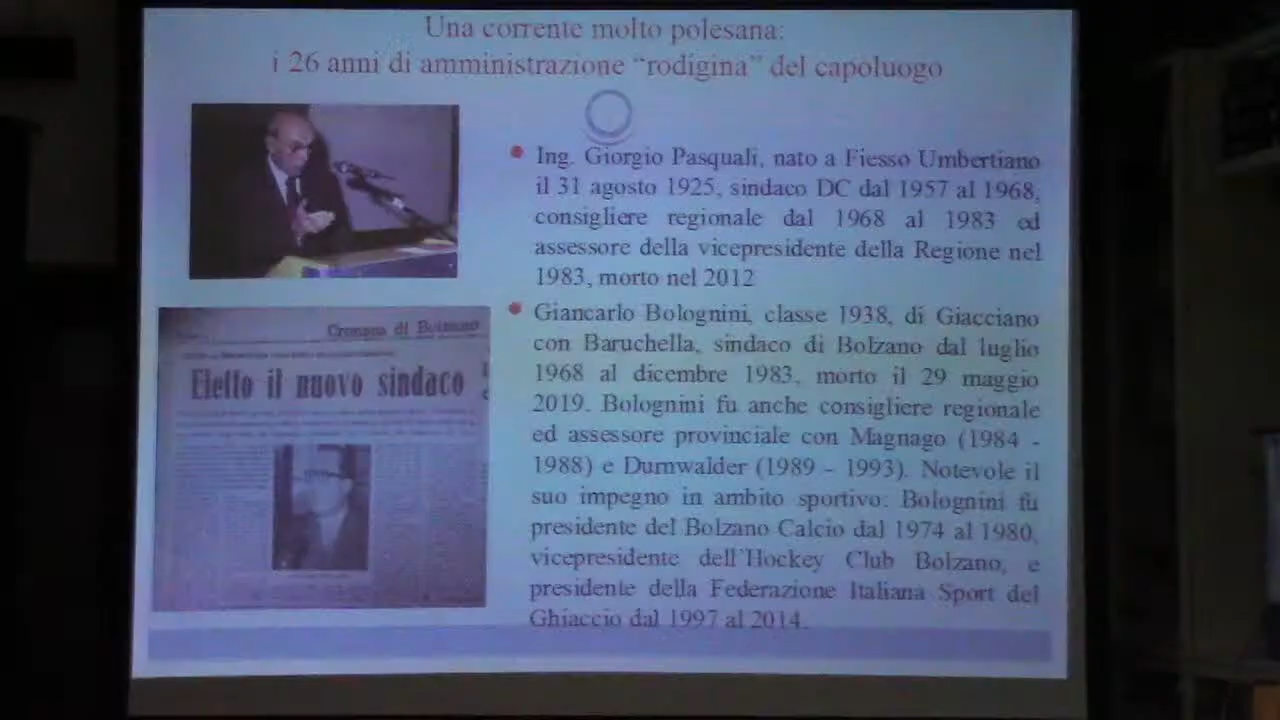 Una corrente molto polesana:
i 26 anni di amministrazione “rodigina” del capoluogo
Ing. Giorgio Pasquali, nato a Fiesso Umbertiano
il 31 agosto 1925, sindaco DC dal 1957 al 1968,
consigliere regionale dal 1968 al 1983 ed
assessore della vicepresidente della Regione nel
1983, morto nel 2012
Giancarlo Bolognini, classe 1938, di Giacciano
con Baruchella, sindaco di Bolzano dal luglio
1968 al dicembre 1983, morto il 29 maggio
2019. Bolognini fu anche consigliere regionale
ed assessore provinciale con Magnago (1984 -
1988) e Durnwalder (1989 - 1993). Notevole il
suo impegno in ambito sportivo: Bolognini fu
presidente del Bolzano Calcio dal 1974 al 1980,
vicepresidente dell'Hockey Club Bolzano, e
presidente della Federazione Italiana Sport del
Ghiaccio dal 1997 al 2014.
Cronaca di Bolzano
Eletto il nuovo sindaco